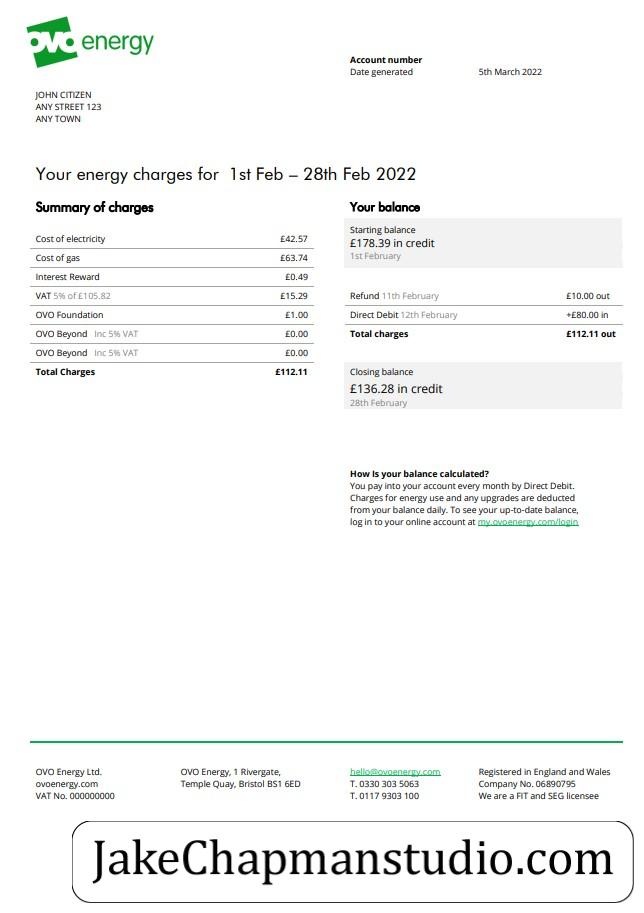 ovo energy
Account number
Date generated 5th March 2022
JOHN CITIZEN
ANY STREET 123
ANY TOWN
Your energy charges for 1st Feb – 28th Feb 2022
Summary of charges
Cost of electricity £42.57
Cost of gas £63.74
Interest Reward £0.49
VAT 5% of £105.82 £15.29
OVO Foundation £1.00
OVO Beyond Inc 5% VAT £0.00
OVO Beyond Inc 5% VAT £0.00
Total Charges £112.11
Your balance
Starting balance
£178.39 in credit
1st February
Refund 11th February £10.00 out
Direct Debit 12th February +£80.00 in
Total charges £112.11 out
Closing balance
£136.28 in credit
28th February
How Is your balance calculated?
You pay into your account every month by Direct Debit.
Charges for energy use and any upgrades are deducted
from your balance daily. To see your up-to-date balance,
log in to your online account at my.ovoenergy.com/login
OVO Energy Ltd.
ovoenergy.com
VAT No. 000000000
OVO Energy, 1 Rivergate,
Temple Quay, Bristol BS1 6ED
hello@ovoenergy.com
T. 0330 303 5063
T. 0117 9303 100
Registered in England and Wales
Company No. 06890795
We are a FIT and SEG licensee
JakeChapmanstudio.com